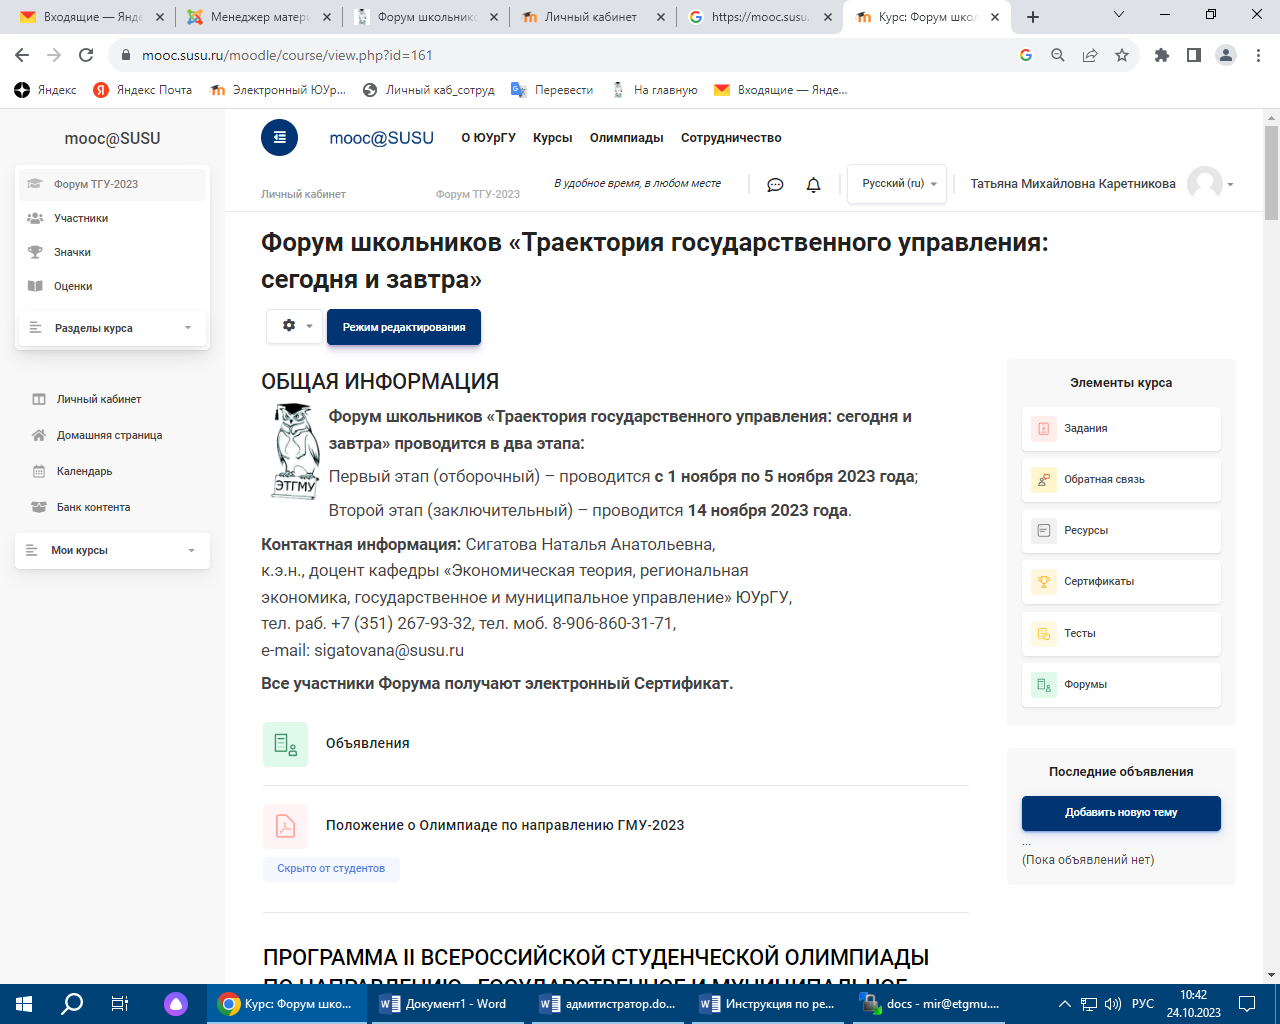 Входящие — Янде
Менеджер матери
Форум школьнико
Личный кабинет
https://mooc.susu.
Курс: Форум шко
mooc.susu.ru/moodle/course/view.php?id=161
Яндекс
Яндекс Почта
Электронный ЮУр...
Личный каб_сотруд
Перевести
На главную
Входящие — Янде...
mooc@SUSU
Форум ТГУ-2023
Участники
Значки
Оценки
Разделы курса
Личный кабинет
Домашняя страница
Календарь
Банк контента
Мои курсы
mooc@SUSU
О ЮУрГУ
Курсы
Олимпиады
Сотрудничество
Личный кабинет
Форум ТГУ-2023
В удобное время, в любом месте
Русский (ru)
Татьяна Михайловна Каретникова
Форум школьников «Траектория государственного управления:
сегодня и завтра»
Режим редактирования
ОБЩАЯ ИНФОРМАЦИЯ
ЭТГМУ
Форум школьников «Траектория государственного управления: сегодня и
завтра» проводится в два этапа:
Первый этап (отборочный) – проводится с 1 ноября по 5 ноября 2023 года;
Второй этап (заключительный) – проводится 14 ноября 2023 года.
Контактная информация: Сигатова Наталья Анатольевна,
к.э.н., доцент кафедры «Экономическая теория, региональная
экономика, государственное и муниципальное управление» ЮУрГУ,
тел. раб. +7 (351) 267-93-32, тел. моб. 8-906-860-31-71,
e-mail: sigatovana@susu.ru
Все участники Форума получают электронный Сертификат.
Объявления
Положение о Олимпиаде по направлению ГМУ-2023
Скрыто от студентов
ПРОГРАММА II ВСЕРОССИЙСКОЙ СТУДЕНЧЕСКОЙ ОЛИМПИАДЫ
ПО НАПРАВЛЕНИЮ «ГОСУДАРСТВЕННОЕ И МУНИЦИПАЛЬНОЕ
Элементы курса
Задания
Обратная связь
Ресурсы
Сертификаты
Тесты
Форумы
Последние объявления
Добавить новую тему
...
(Пока объявлений нет)
Курс: Форум шко...
Документ1 - Word
адмитистратор.do...
Инструкция по ре...
docs - mir@etgmu....
РУС
10:42
24.10.2023